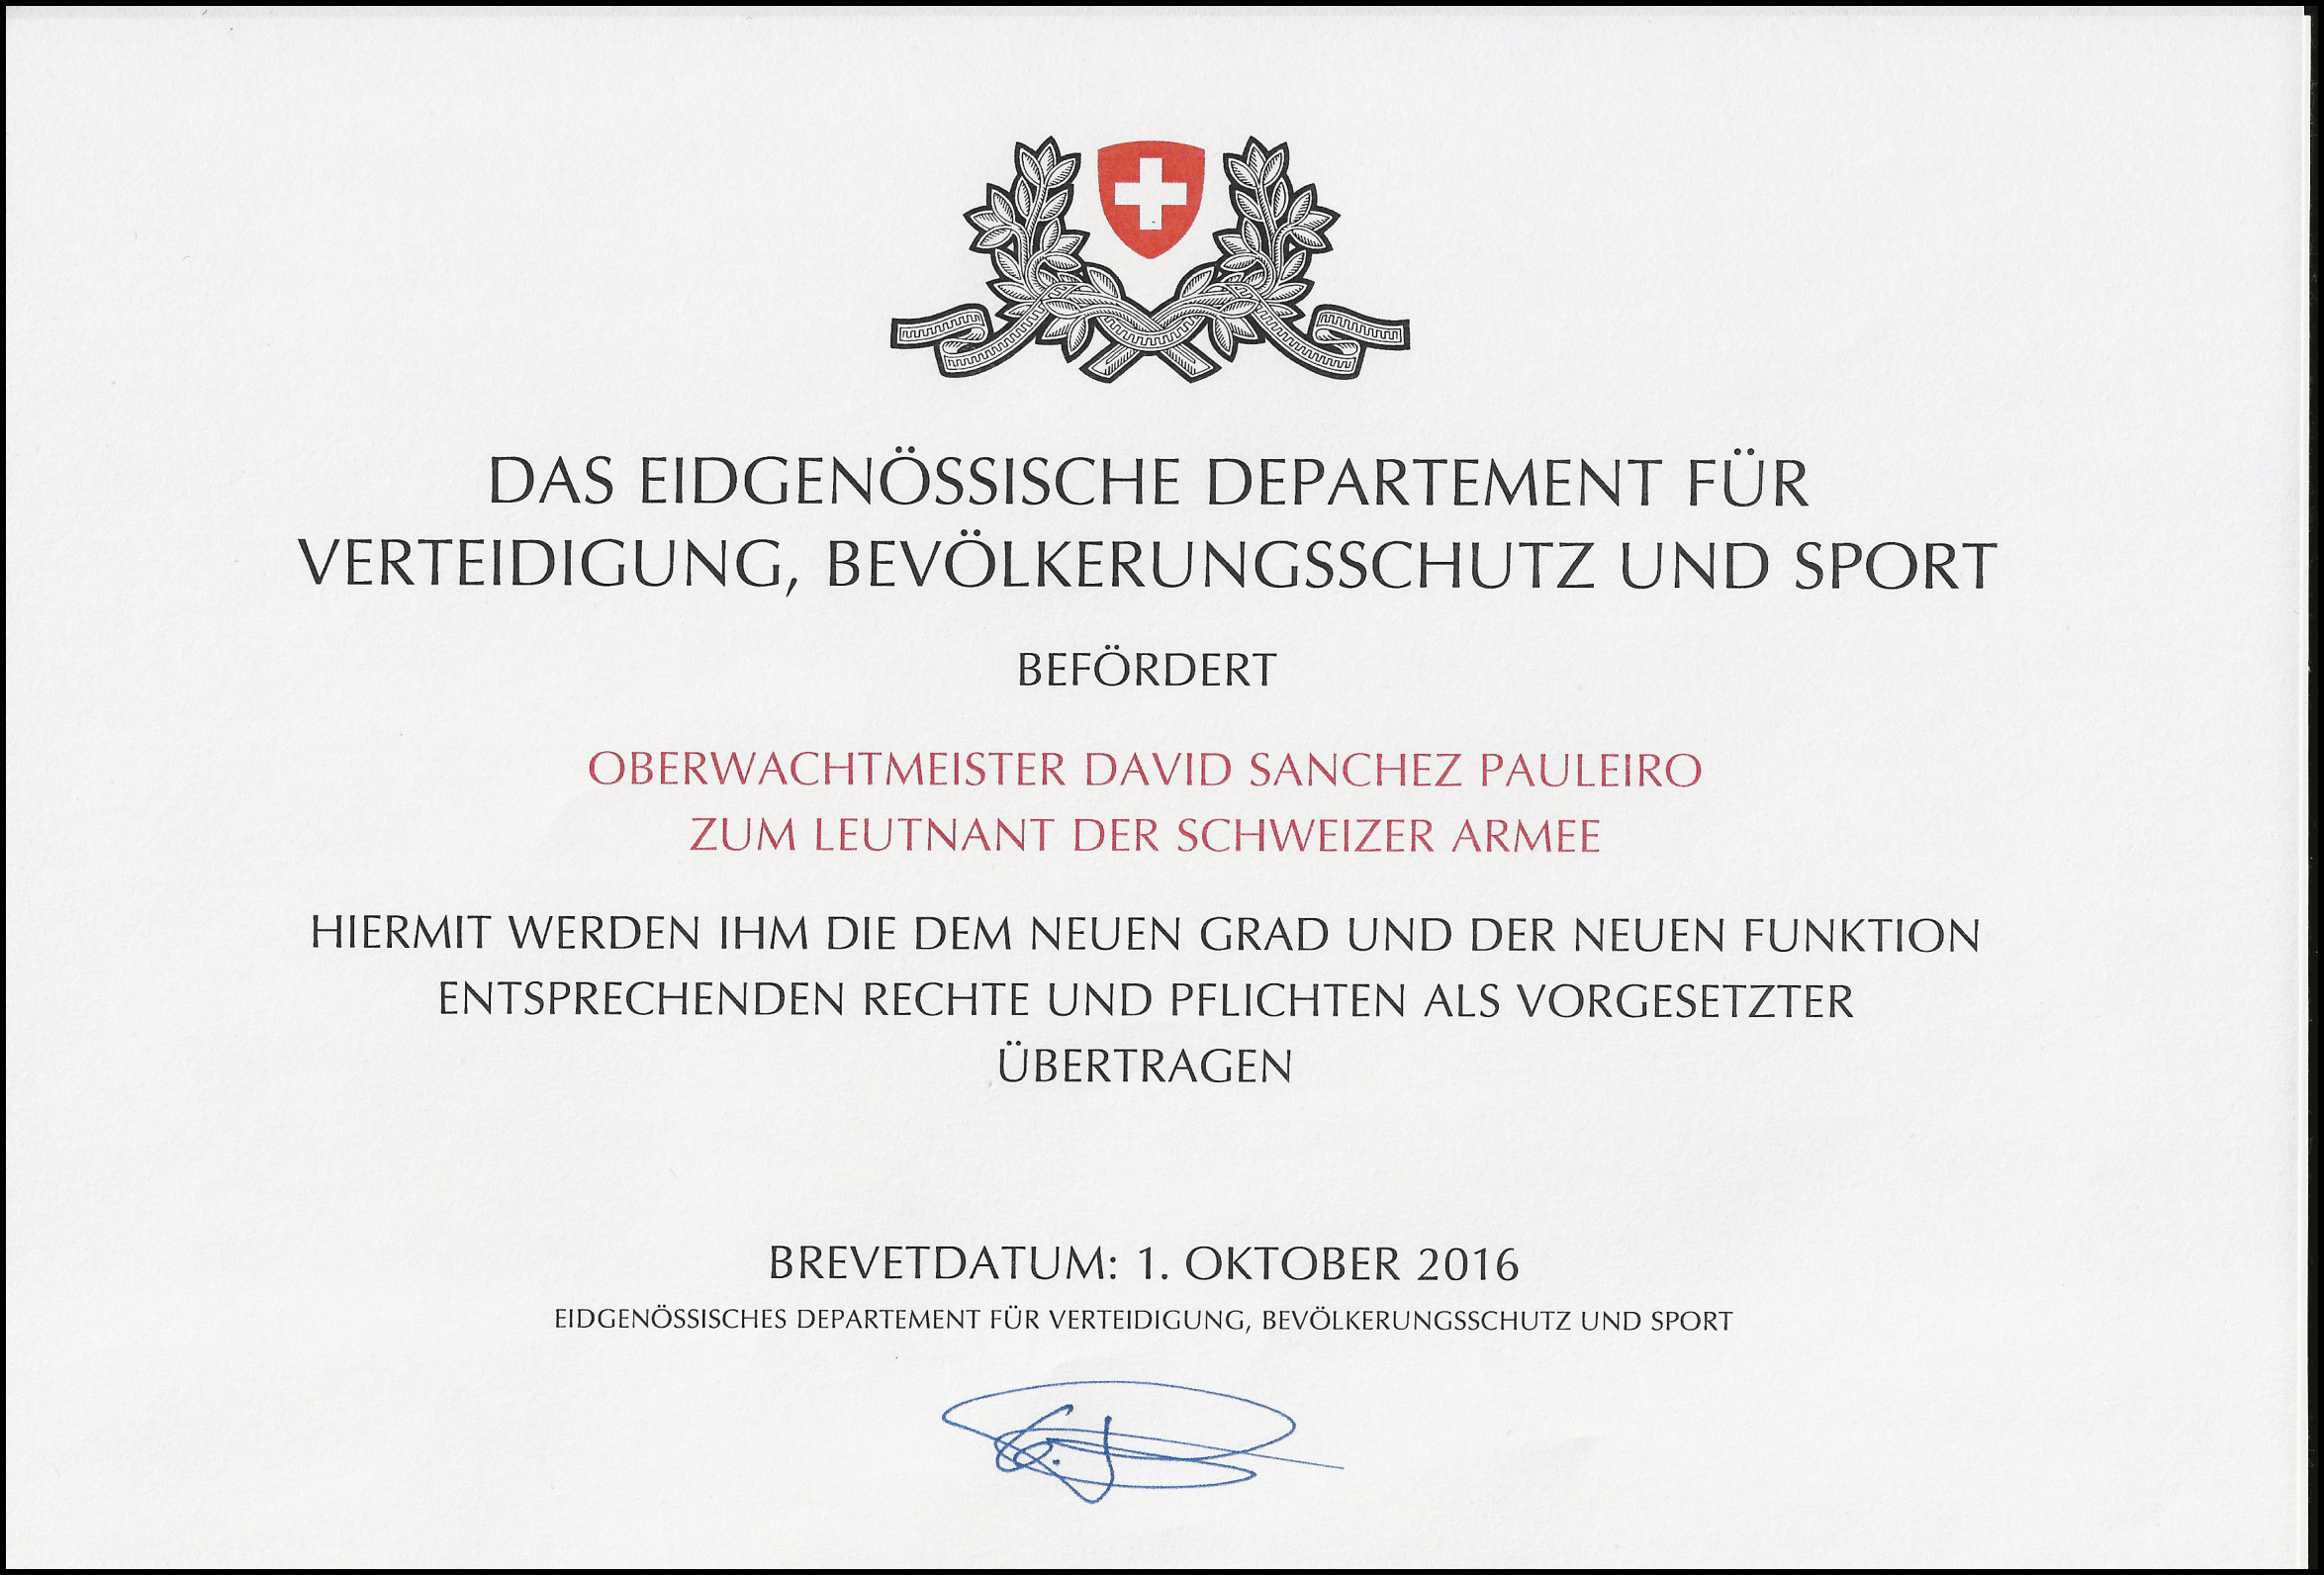 DAS EIDGENÖSSISCHE DEPARTEMENT FÜR
VERTEIDIGUNG, BEVÖLKERUNGSSCHUTZ UND SPORT
BEFÖRDERT
OBERWACHTMEISTER DAVID SANCHEZ PAULEIRO
ZUM LEUTNANT DER SCHWEIZER ARMEE
HIERMIT WERDEN IHM DIE DEM NEUEN GRAD UND DER NEUEN FUNKTION
ENTSPRECHENDEN RECHTE UND PFLICHTEN ALS VORGESETZTER
ÜBERTRAGEN
BREVETDATUM: 1. OKTOBER 2016
EIDGENÖSSISCHES DEPARTEMENT FÜR VERTEIDIGUNG, BEVÖLKERUNGSSCHUTZ UND SPORT